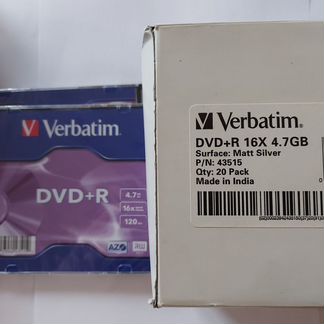 Verbatim.
DVD+R
4.7
16x
120
AZO
Verbatim.
DVD+R 16X 4.7GB
Surface: Matt Silver
P/N: 43515
Qty: 20 Pack
Made in India